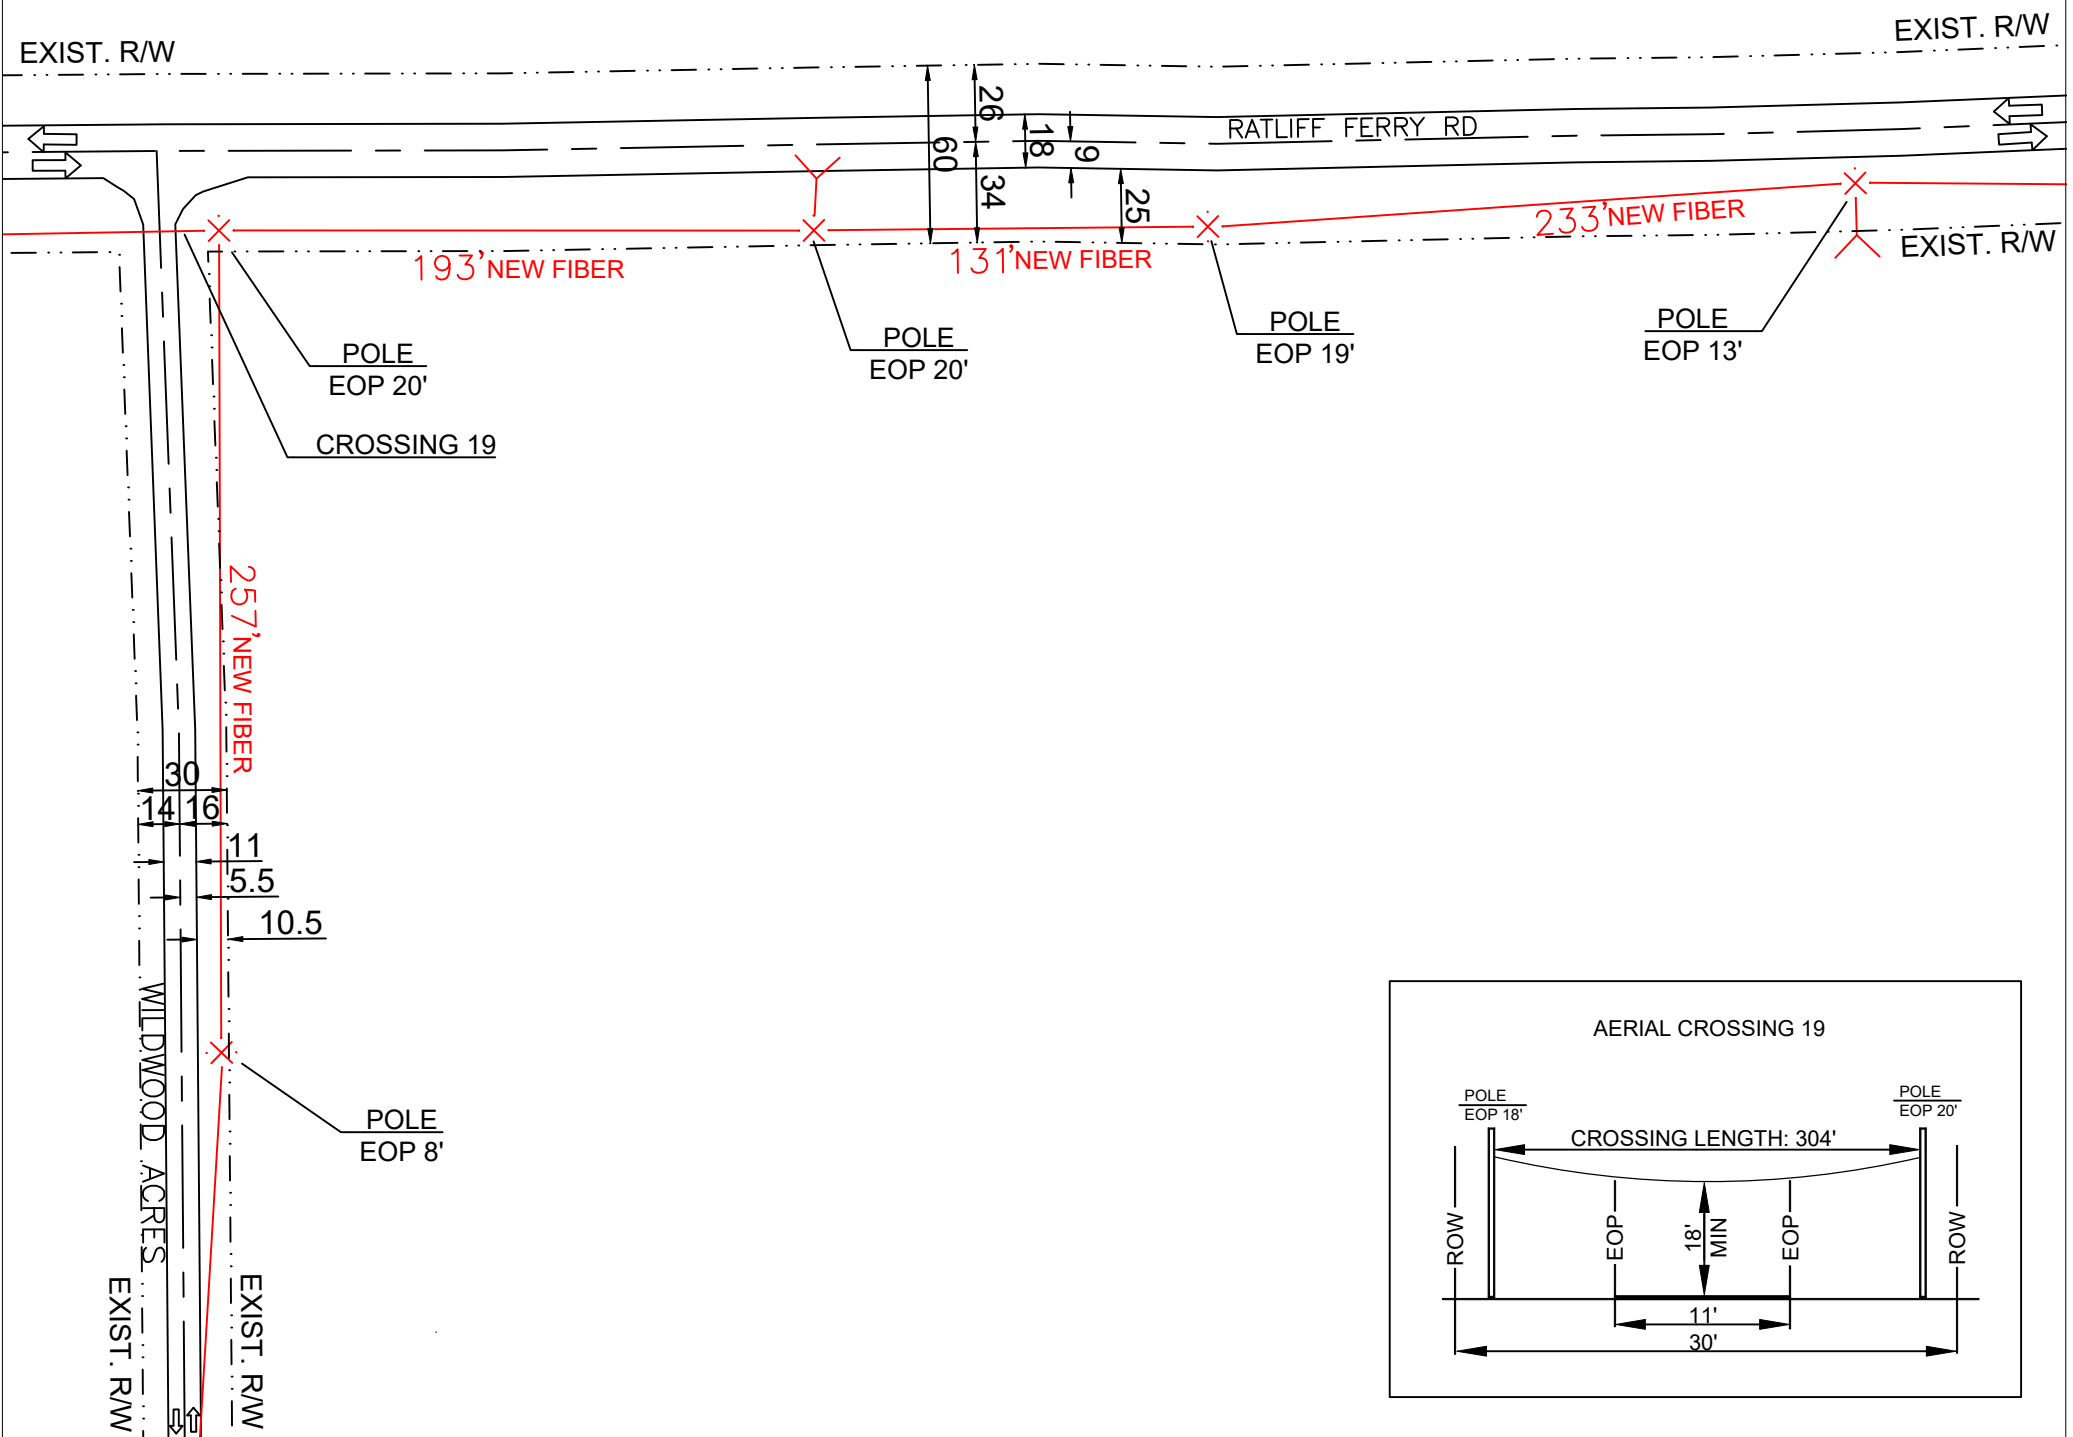 EXIST. R/W
EXIST. R/W
26
60
34
18
9
25
RATLIFF FERRY RD
193' NEW FIBER
131' NEW FIBER
233' NEW FIBER
EXIST. R/W
POLE
EOP 20'
POLE
EOP 20'
POLE
EOP 19'
POLE
EOP 13'
CROSSING 19
257' NEW FIBER
30
14
16
11
5.5
10.5
WILDWOOD ACRES
POLE
EOP 8'
EXIST. R/W
EXIST. R/W
AERIAL CROSSING 19
POLE
EOP 18'
POLE
EOP 20'
CROSSING LENGTH: 304'
ROW
EOP
18'
MIN
EOP
ROW
11'
30'